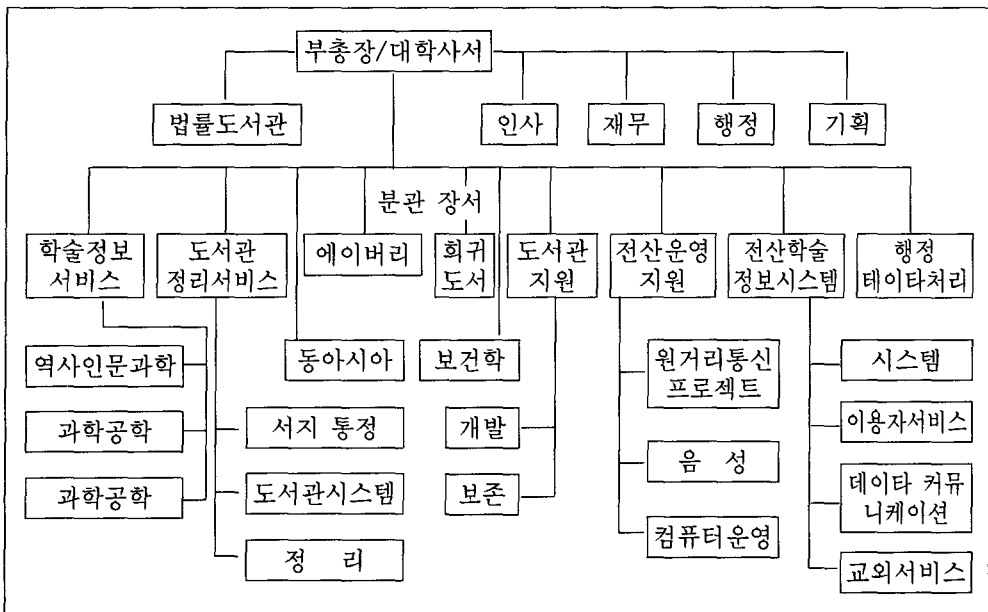 부총장/대학사서
법률도서관
인사
재무
행정
기획
분관 장서
학술정보
서비스
도서관
정리서비스
에이버리
희귀
도서
도서관
지원
전산운영
지원
전산학술
정보시스템
행정
테이타처리
역사인문과학
과학공학
과학공학
동아시아
보건학
서지 통정
도서관시스템
정 리
개발
보존
원거리통신
프로젝트
음 성
컴퓨터운영
시스템
이용자서비스
데이타 커뮤
니케이션
교외서비스